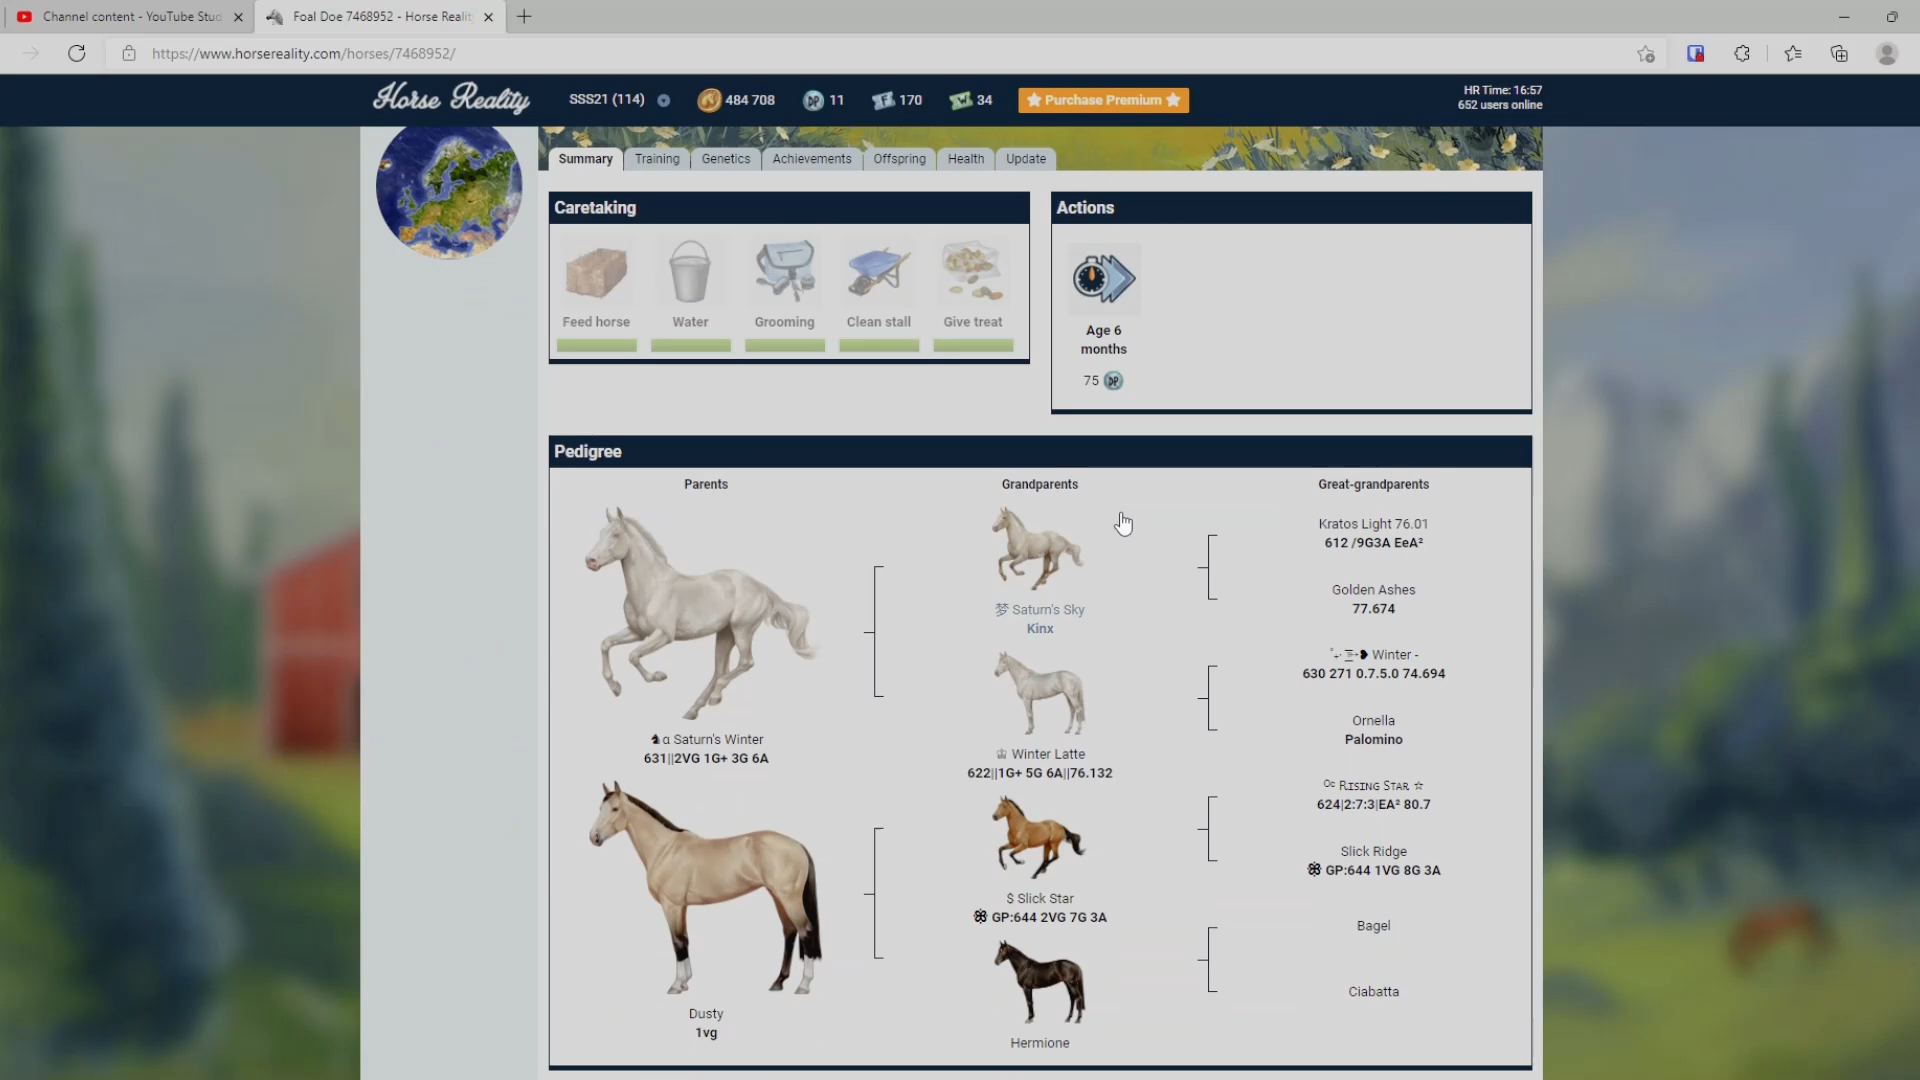 Channel content - YouTube Stud
Foal Doe 7468952 - Horse Realit
https://www.horsereality.com/horses/7468952/
Horse Reality
SSS21 (114)
484 708
DP 11
170
34
Purchase Premium
HR Time: 16:57
652 users online
Summary
Training
Genetics
Achievements
Offspring
Health
Update
Caretaking
Feed horse
Water
Grooming
Clean stall
Give treat
Actions
Age 6
months
75 DP
Pedigree
Parents
Grandparents
Great-grandparents
♞ α Saturn's Winter
631||2VG 1G+ 3G 6A
Dusty
1vg
梦 Saturn's Sky
Kinx
♕ Winter Latte
622||1G+ 5G 6A||76.132
$ Slick Star
GP:644 2VG 7G 3A
Hermione
Kratos Light 76.01
612 /9G3A EeA²
Golden Ashes
77.674
Winter -
630 271 0.7.5.0 74.694
Ornella
Palomino
Oc Rising Star ☆
624|2:7:3|EA² 80.7
Slick Ridge
GP:644 1VG 8G 3A
Bagel
Ciabatta